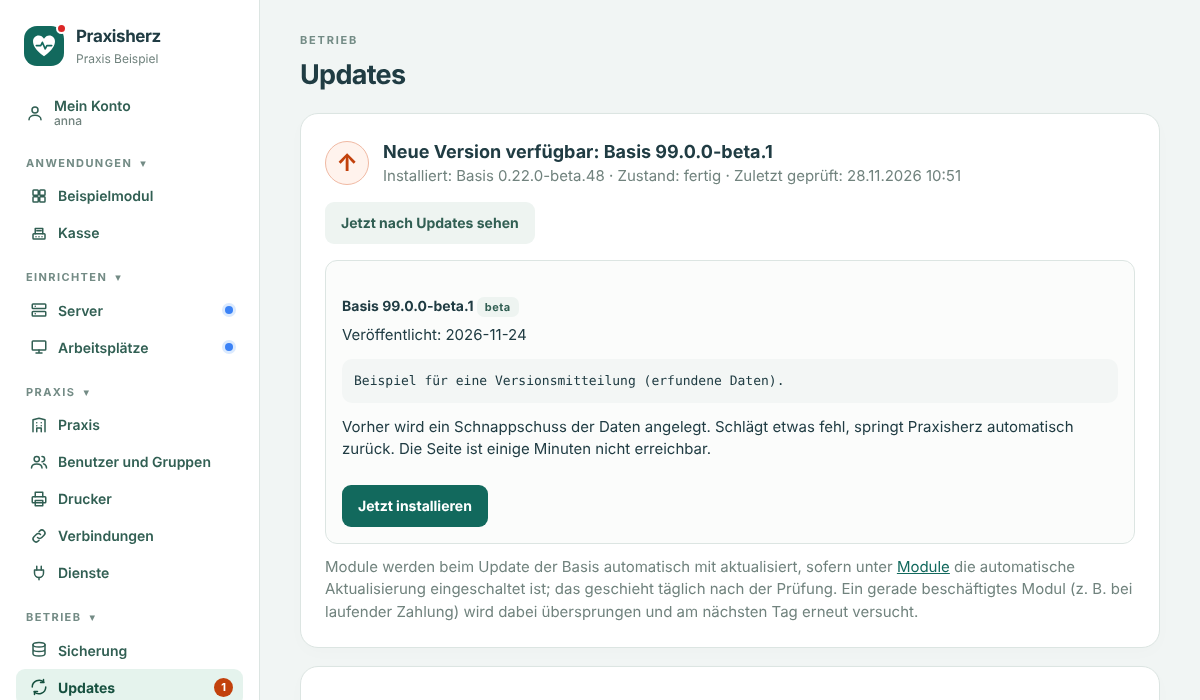 Praxisherz
Praxis Beispiel
Mein Konto
anna
ANWENDUNGEN ▾
Beispielmodul
Kasse
EINRICHTEN ▾
Server
Arbeitsplätze
PRAXIS ▾
Praxis
Benutzer und Gruppen
Drucker
Verbindungen
Dienste
BETRIEB ▾
Sicherung
Updates 1
BETRIEB
Updates
Neue Version verfügbar: Basis 99.0.0-beta.1
Installiert: Basis 0.22.0-beta.48 · Zustand: fertig · Zuletzt geprüft: 28.11.2026 10:51
Jetzt nach Updates sehen
Basis 99.0.0-beta.1 beta
Veröffentlicht: 2026-11-24
Beispiel für eine Versionsmitteilung (erfundene Daten).
Vorher wird ein Schnappschuss der Daten angelegt. Schlägt etwas fehl, springt Praxisherz automatisch
zurück. Die Seite ist einige Minuten nicht erreichbar.
Jetzt installieren
Module werden beim Update der Basis automatisch mit aktualisiert, sofern unter Module die automatische
Aktualisierung eingeschaltet ist; das geschieht täglich nach der Prüfung. Ein gerade beschäftigtes Modul (z. B. bei
laufender Zahlung) wird dabei übersprungen und am nächsten Tag erneut versucht.